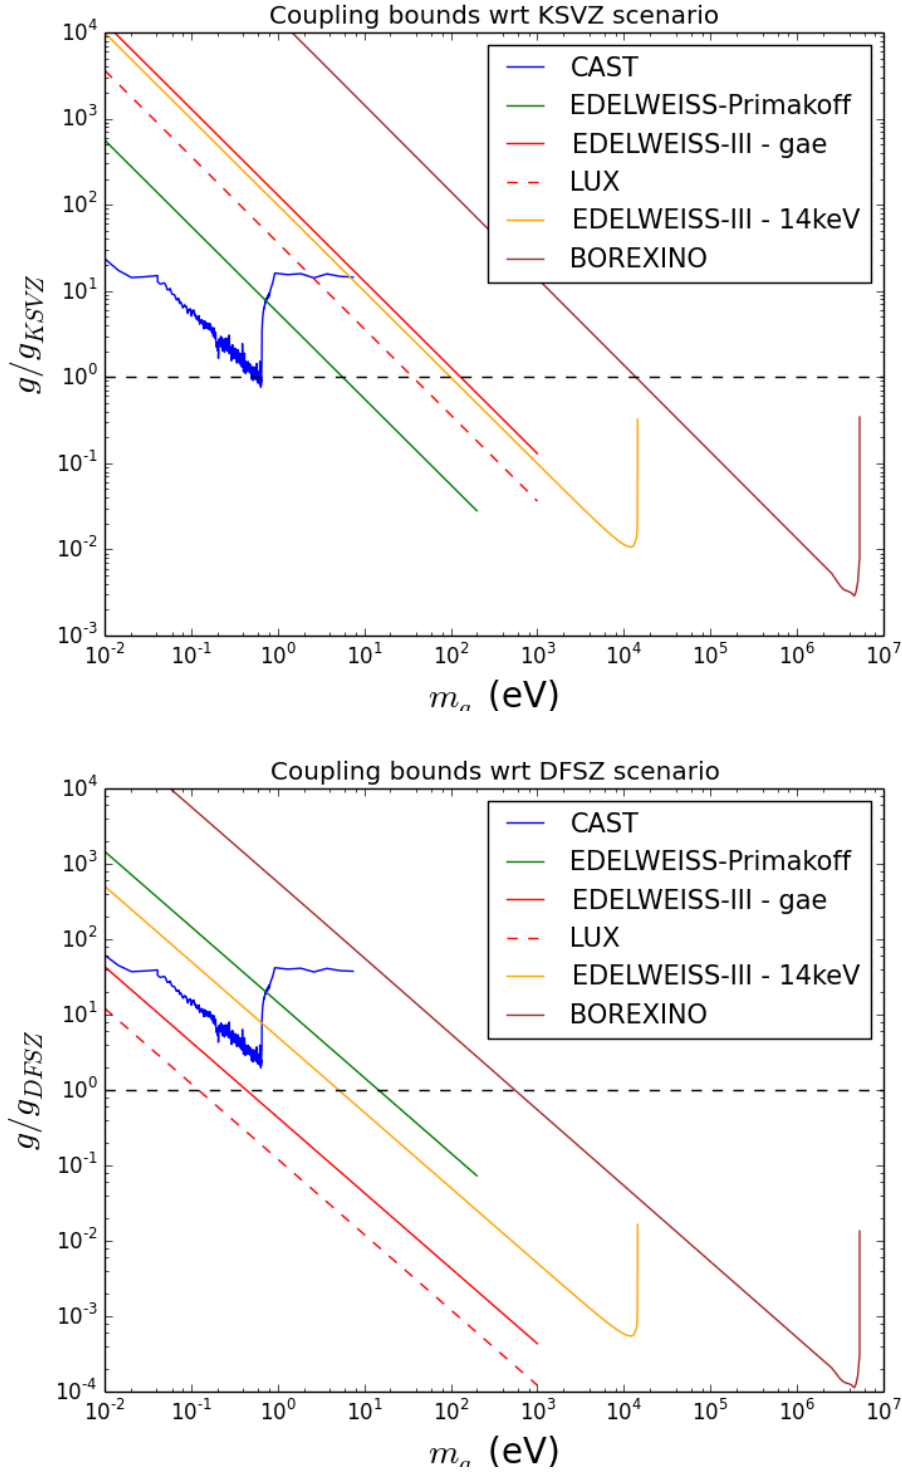 Coupling bounds wrt KSVZ scenario
10^4
10^3
10^2
10^1
10^0
10^-1
10^-2
10^-3
g/g_KSVZ
CAST
EDELWEISS-Primakoff
EDELWEISS-III - gae
LUX
EDELWEISS-III - 14keV
BOREXINO
10^-2 10^-1 10^0 10^1 10^2 10^3 10^4 10^5 10^6 10^7
m_a (eV)
Coupling bounds wrt DFSZ scenario
10^4
10^3
10^2
10^1
10^0
10^-1
10^-2
10^-3
10^-4
g/g_DFSZ
CAST
EDELWEISS-Primakoff
EDELWEISS-III - gae
LUX
EDELWEISS-III - 14keV
BOREXINO
10^-2 10^-1 10^0 10^1 10^2 10^3 10^4 10^5 10^6 10^7
m_a (eV)